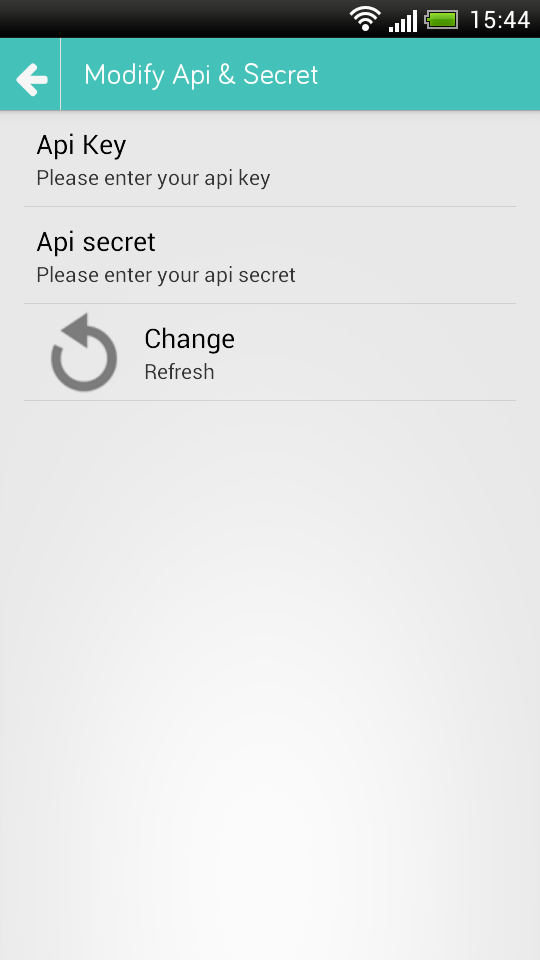 15:44
Modify Api & Secret
Api Key
Please enter your api key
Api secret
Please enter your api secret
Change
Refresh